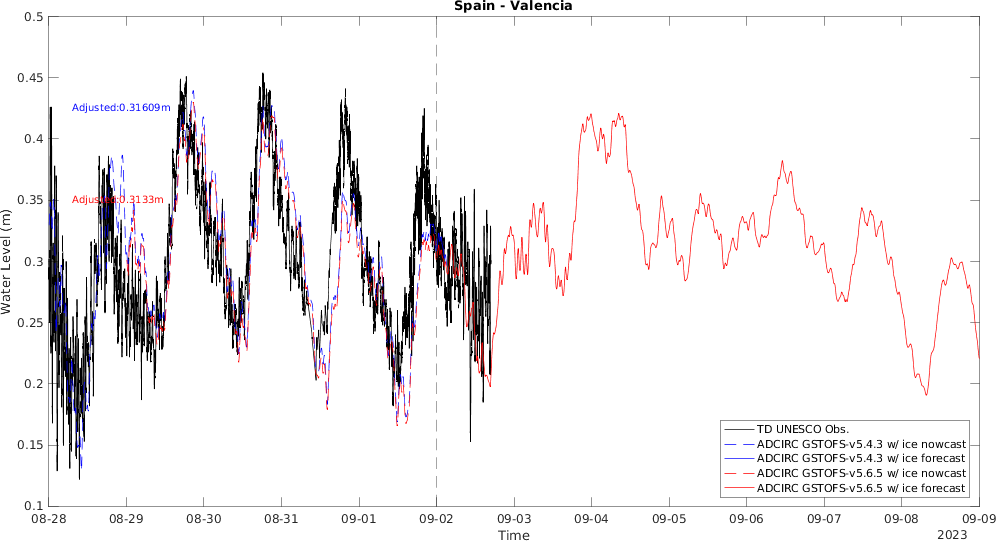 Spain - Valencia
0.5
0.45
0.4
0.35
0.3
0.25
0.2
0.15
0.1
Water Level (m)
Adjusted:0.31609m
Adjusted:0.3133m
TD UNESCO Obs.
ADCIRC GSTOFS-v5.4.3 w/ ice nowcast
ADCIRC GSTOFS-v5.4.3 w/ ice forecast
ADCIRC GSTOFS-v5.6.5 w/ ice nowcast
ADCIRC GSTOFS-v5.6.5 w/ ice forecast
08-28 08-29 08-30 08-31 09-01 09-02 09-03 09-04 09-05 09-06 09-07 09-08 09-09
Time
2023